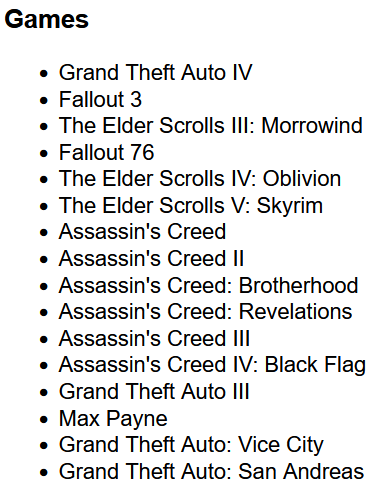 Games
Grand Theft Auto IV
Fallout 3
The Elder Scrolls III: Morrowind
Fallout 76
The Elder Scrolls IV: Oblivion
The Elder Scrolls V: Skyrim
Assassin's Creed
Assassin's Creed II
Assassin's Creed: Brotherhood
Assassin's Creed: Revelations
Assassin's Creed III
Assassin's Creed IV: Black Flag
Grand Theft Auto III
Max Payne
Grand Theft Auto: Vice City
Grand Theft Auto: San Andreas